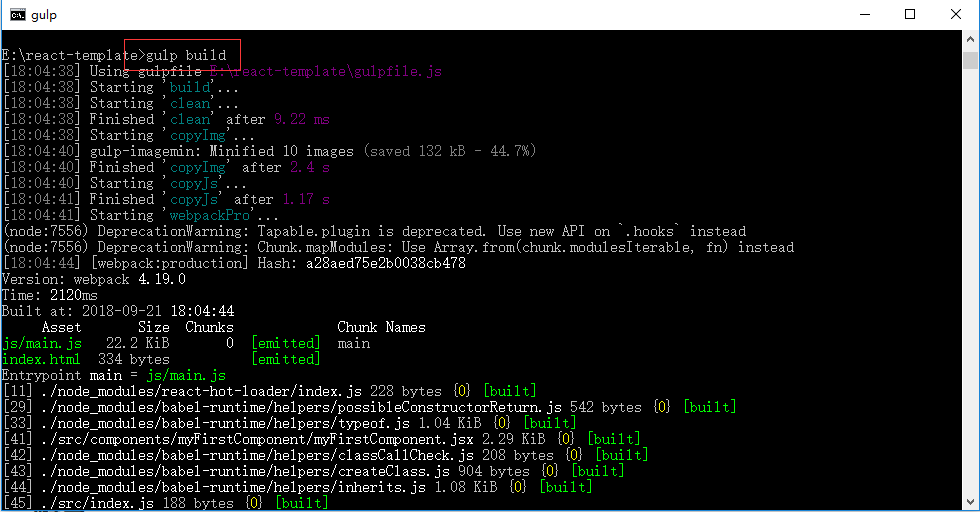 gulp
E:\react-template>gulp build
[18:04:38] Using gulpfile E:\react-template\gulpfile.js
[18:04:38] Starting 'build'...
[18:04:38] Starting 'clean'...
[18:04:38] Finished 'clean' after 9.22 ms
[18:04:38] Starting 'copyImg'...
[18:04:40] gulp-imagemin: Minified 10 images (saved 132 kB - 44.7%)
[18:04:40] Finished 'copyImg' after 2.4 s
[18:04:40] Starting 'copyJs'...
[18:04:41] Finished 'copyJs' after 1.17 s
[18:04:41] Starting 'webpackPro'...
(node:7556) DeprecationWarning: Tapable.plugin is deprecated. Use new API on `.hooks` instead
(node:7556) DeprecationWarning: Chunk.mapModules: Use Array.from(chunk.modulesIterable, fn) instead
[18:04:44] [webpack:production] Hash: a28aed75e2b0038cb478
Version: webpack 4.19.0
Time: 2120ms
Built at: 2018-09-21 18:04:44
Asset Size Chunks Chunk Names
js/main.js 22.2 KiB 0 [emitted] main
index.html 334 bytes [emitted]
Entrypoint main = js/main.js
[11] ./node_modules/react-hot-loader/index.js 228 bytes {0} [built]
[29] ./node_modules/babel-runtime/helpers/possibleConstructorReturn.js 542 bytes {0} [built]
[33] ./node_modules/babel-runtime/helpers/typeof.js 1.04 KiB {0} [built]
[41] ./src/components/myFirstComponent/myFirstComponent.jsx 2.29 KiB {0} [built]
[42] ./node_modules/babel-runtime/helpers/classCallCheck.js 208 bytes {0} [built]
[43] ./node_modules/babel-runtime/helpers/createClass.js 904 bytes {0} [built]
[44] ./node_modules/babel-runtime/helpers/inherits.js 1.08 KiB {0} [built]
[45] ./src/index.js 188 bytes {0} [built]